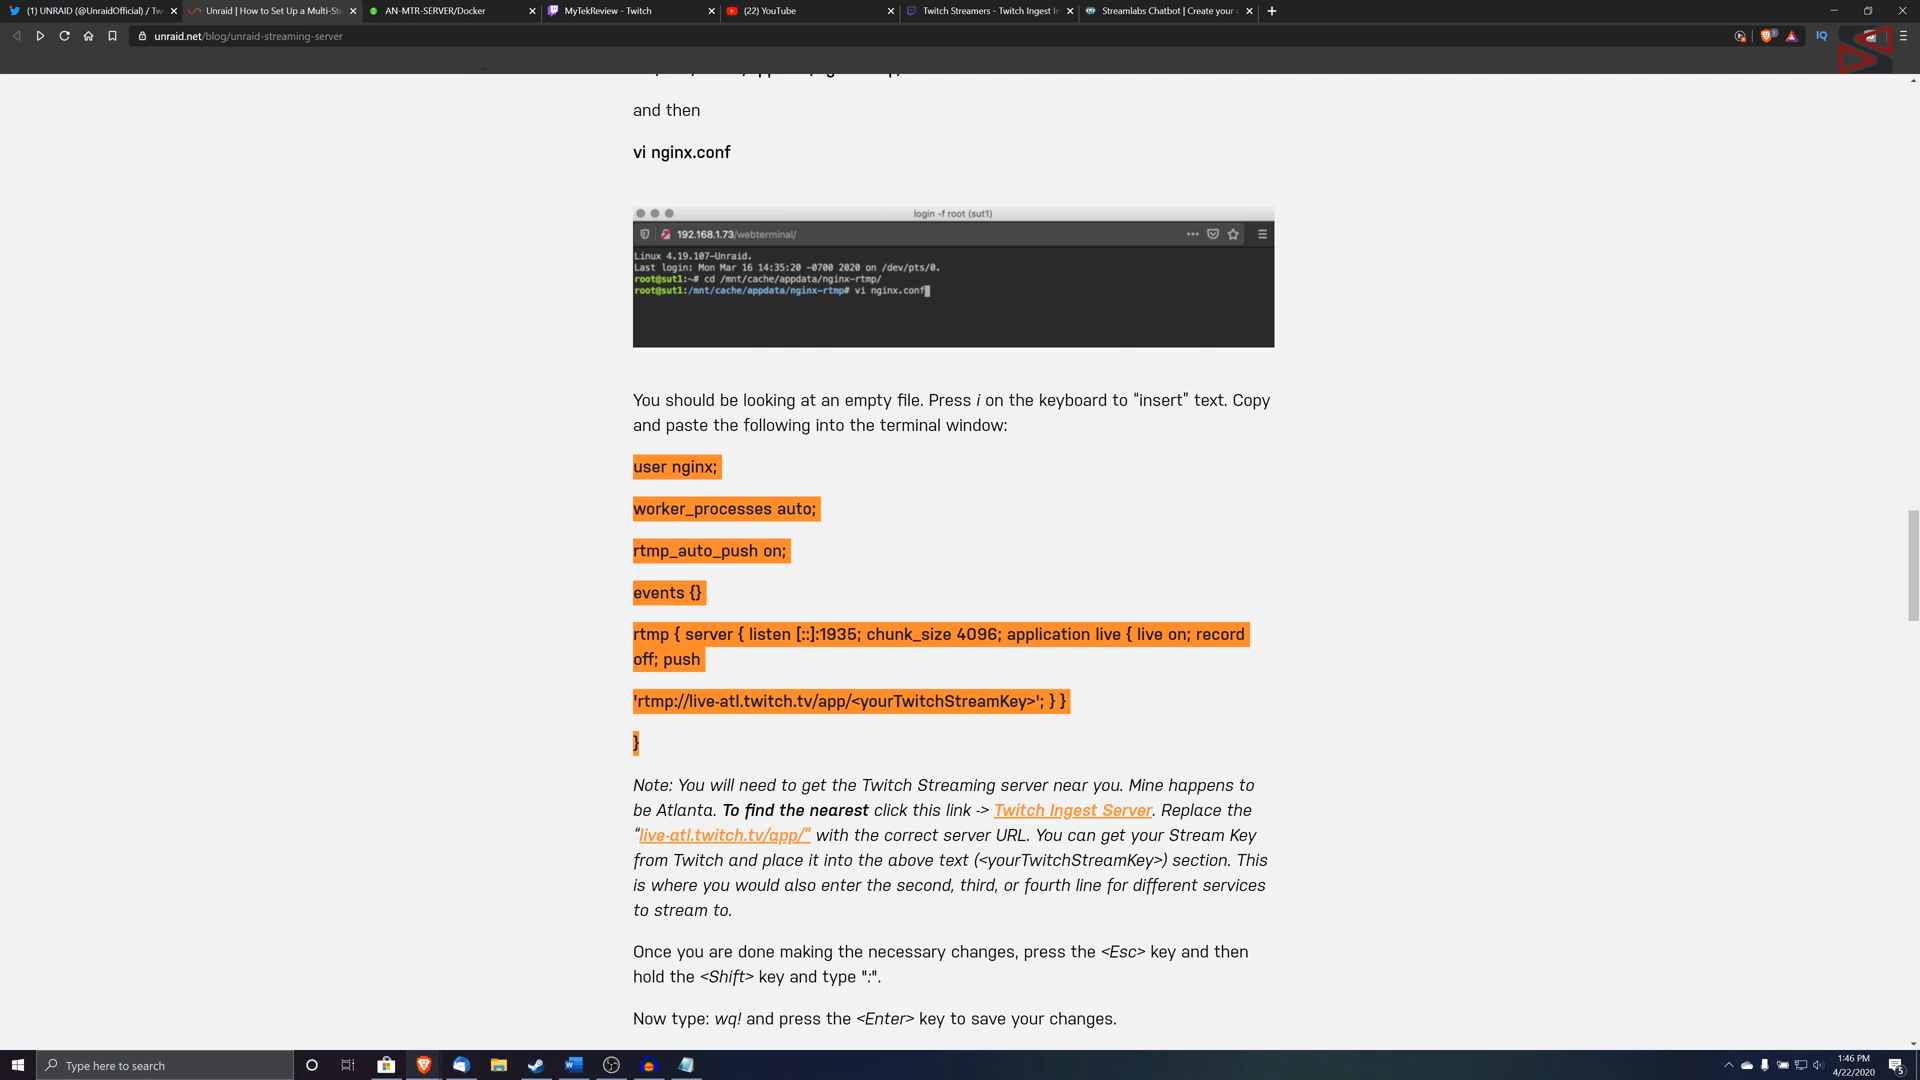 (1) UNRAID (@UnraidOfficial) / Tw
Unraid | How to Set Up a Multi-Str
AN-MTR-SERVER/Docker
MyTekReview - Twitch
(22) YouTube
Twitch Streamers - Twitch Ingest In
Streamlabs Chatbot | Create your c
unraid.net/blog/unraid-streaming-server
IQ
and then
vi nginx.conf
login -f root (sut1)
192.168.1.73/webterminal/
Linux 4.19.107-Unraid.
Last login: Mon Mar 16 14:35:20 -0700 2020 on /dev/pts/0.
root@sut1:~# cd /mnt/cache/appdata/nginx-rtmp/
root@sut1:/mnt/cache/appdata/nginx-rtmp# vi nginx.conf
You should be looking at an empty file. Press i on the keyboard to “insert” text. Copy
and paste the following into the terminal window:
user nginx;
worker_processes auto;
rtmp_auto_push on;
events {}
rtmp { server { listen [::]:1935; chunk_size 4096; application live { live on; record
off; push
'rtmp://live-atl.twitch.tv/app/<yourTwitchStreamKey>'; } }
}
Note: You will need to get the Twitch Streaming server near you. Mine happens to
be Atlanta. To find the nearest click this link -> Twitch Ingest Server. Replace the
“live-atl.twitch.tv/app/” with the correct server URL. You can get your Stream Key
from Twitch and place it into the above text (<yourTwitchStreamKey>) section. This
is where you would also enter the second, third, or fourth line for different services
to stream to.
Once you are done making the necessary changes, press the <Esc> key and then
hold the <Shift> key and type ":".
Now type: wq! and press the <Enter> key to save your changes.
Type here to search
1:46 PM
4/22/2020
5